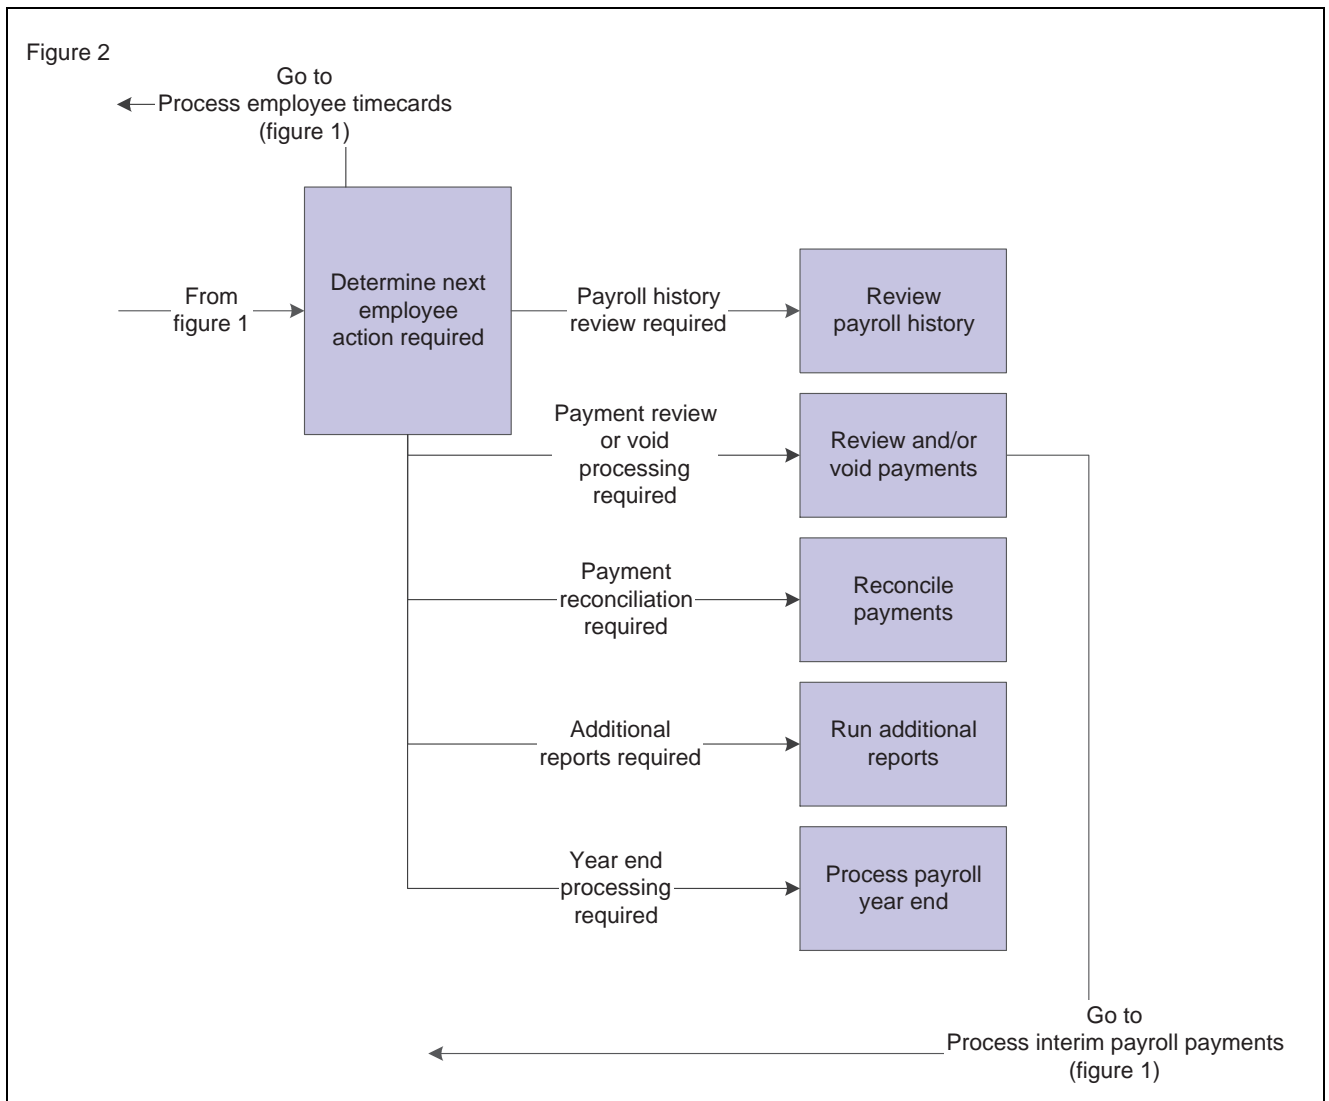 Figure 2
Go to
Process employee timecards
(figure 1)
From
figure 1
Determine next
employee
action required
Payroll history
review required
Review
payroll history
Payment review
or void
processing
required
Review and/or
void payments
Payment
reconciliation
required
Reconcile
payments
Additional
reports required
Run additional
reports
Year end
processing
required
Process payroll
year end
Go to
Process interim payroll payments
(figure 1)